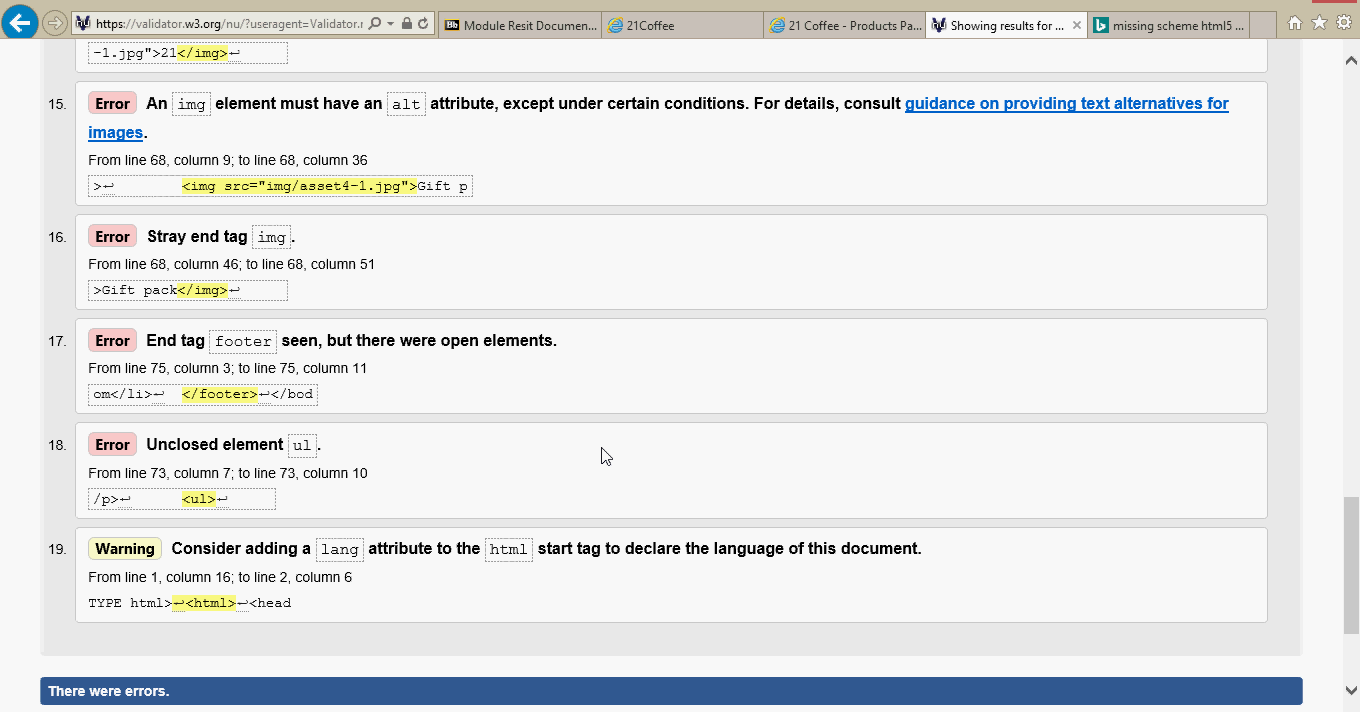 https://validator.w3.org/nu/?useragent=Validator.r
Bb Module Resit Documen...
21Coffee
21 Coffee - Products Pa...
Showing results for ...
missing scheme html5 ...
-1.jpg">21</img>↩
15. Error An img element must have an alt attribute, except under certain conditions. For details, consult guidance on providing text alternatives for
images.
From line 68, column 9; to line 68, column 36
>↩ <img src="img/asset4-1.jpg">Gift p
16. Error Stray end tag img.
From line 68, column 46; to line 68, column 51
>Gift pack</img>↩
17. Error End tag footer seen, but there were open elements.
From line 75, column 3; to line 75, column 11
om</li>↩ </footer>↩</bod
18. Error Unclosed element ul.
From line 73, column 7; to line 73, column 10
/p>↩ <ul>↩
19. Warning Consider adding a lang attribute to the html start tag to declare the language of this document.
From line 1, column 16; to line 2, column 6
TYPE html>↩<html>↩<head
There were errors.